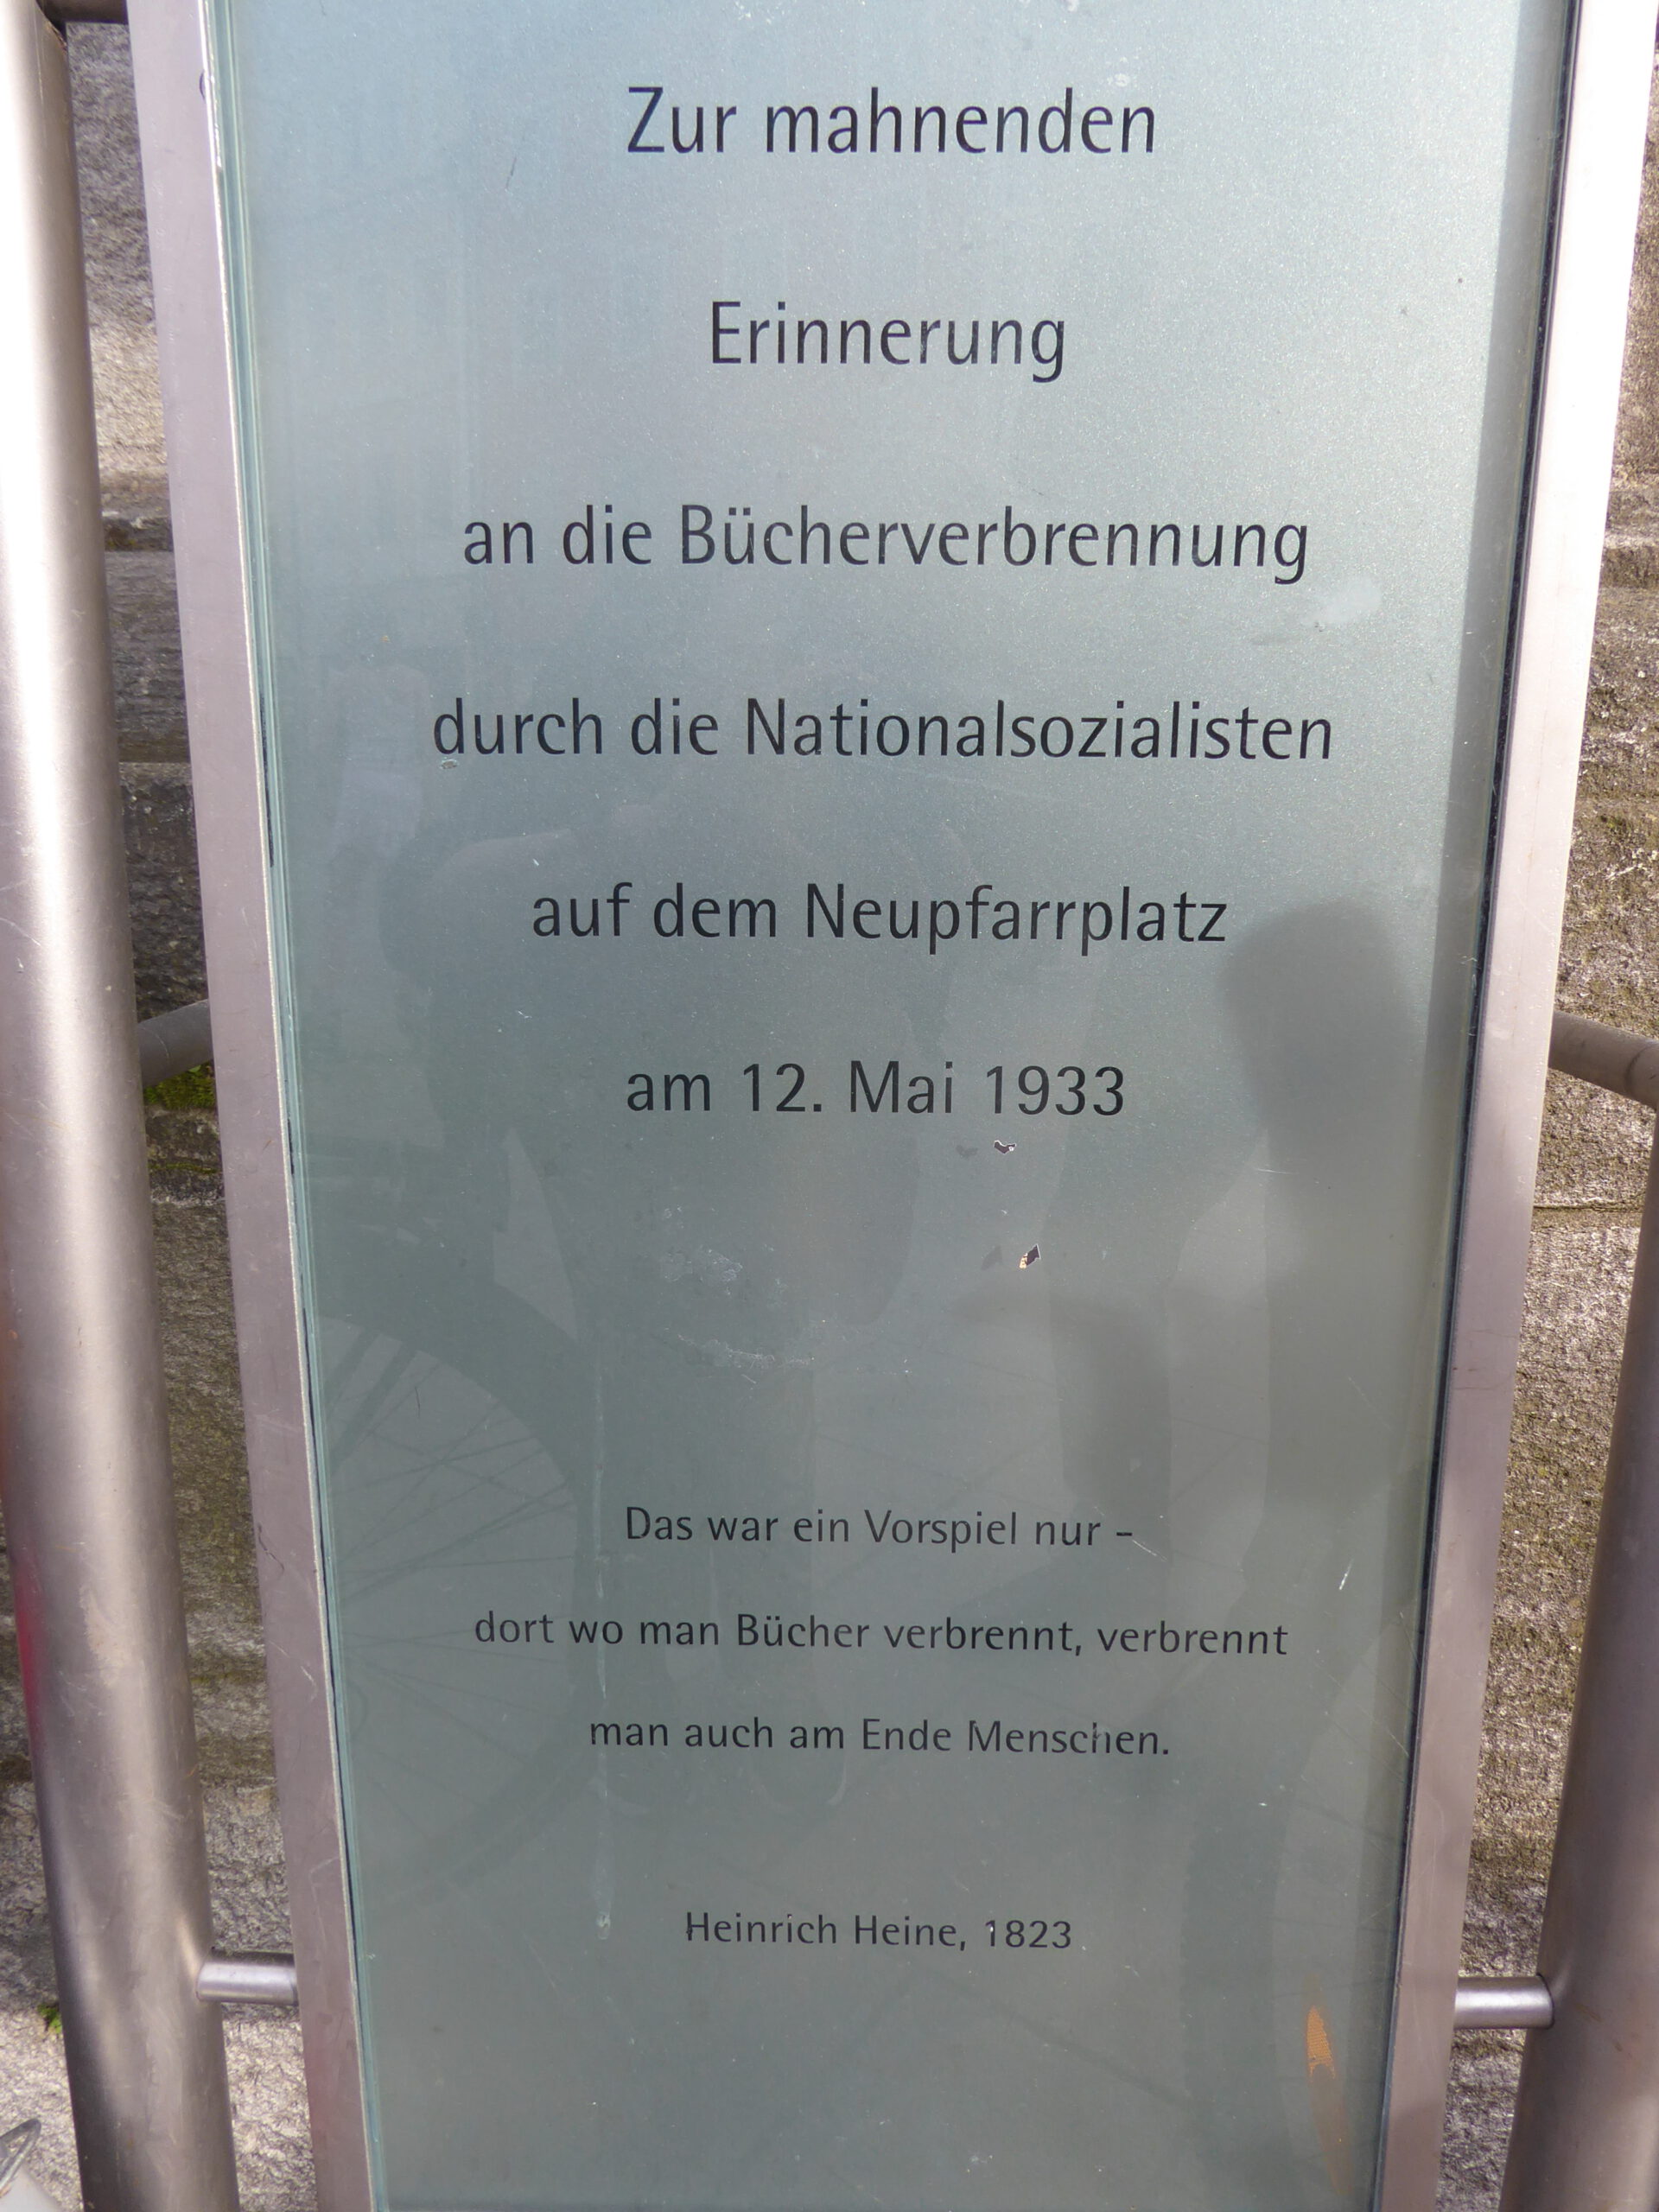 Zur mahnenden
Erinnerung
an die Bücherverbrennung
durch die Nationalsozialisten
auf dem Neupfarrplatz
am 12. Mai 1933
Das war ein Vorspiel nur -
dort wo man Bücher verbrennt, verbrennt
man auch am Ende Menschen.
Heinrich Heine, 1823